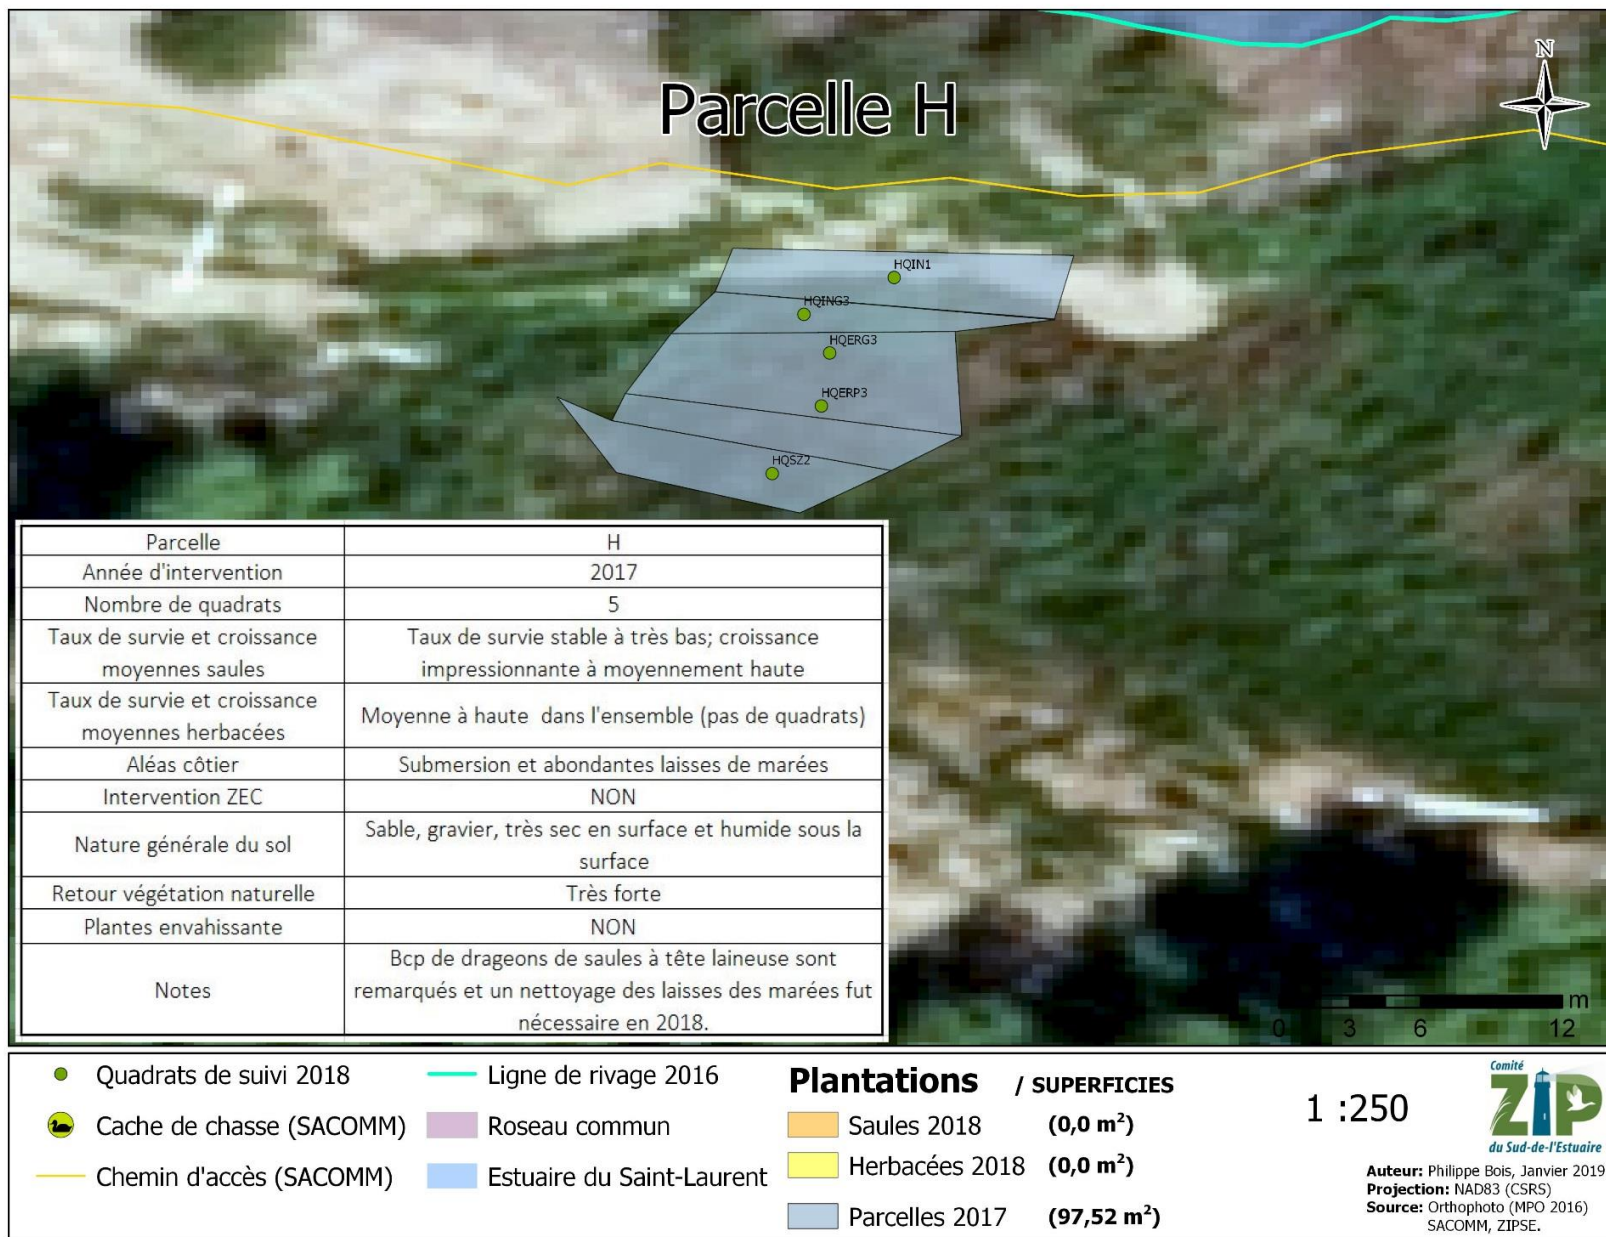 Parcelle H
N
HQIN1
HQING3
HQERG3
HQERP3
HQSZ2
Parcelle H
Année d'intervention 2017
Nombre de quadrats 5
Taux de survie et croissance
moyennes saules
Taux de survie stable à très bas; croissance
impressionnante à moyennement haute
Taux de survie et croissance
moyennes herbacées
Moyenne à haute dans l'ensemble (pas de quadrats)
Aléas côtier Submersion et abondantes laisses de marées
Intervention ZEC NON
Nature générale du sol
Sable, gravier, très sec en surface et humide sous la
surface
Retour végétation naturelle Très forte
Plantes envahissante NON
Notes
Bcp de drageons de saules à tête laineuse sont
remarqués et un nettoyage des laisses des marées fut
nécessaire en 2018.
m
0 3 6 12
Quadrats de suivi 2018
Cache de chasse (SACOMM)
Chemin d'accès (SACOMM)
Ligne de rivage 2016
Roseau commun
Estuaire du Saint-Laurent
Plantations / SUPERFICIES
Saules 2018 (0,0 m²)
Herbacées 2018 (0,0 m²)
Parcelles 2017 (97,52 m²)
1 :250
Comité
ZIP
du Sud-de-l'Estuaire
Auteur: Philippe Bois, Janvier 2019
Projection: NAD83 (CSRS)
Source: Orthophoto (MPO 2016)
SACOMM, ZIPSE.